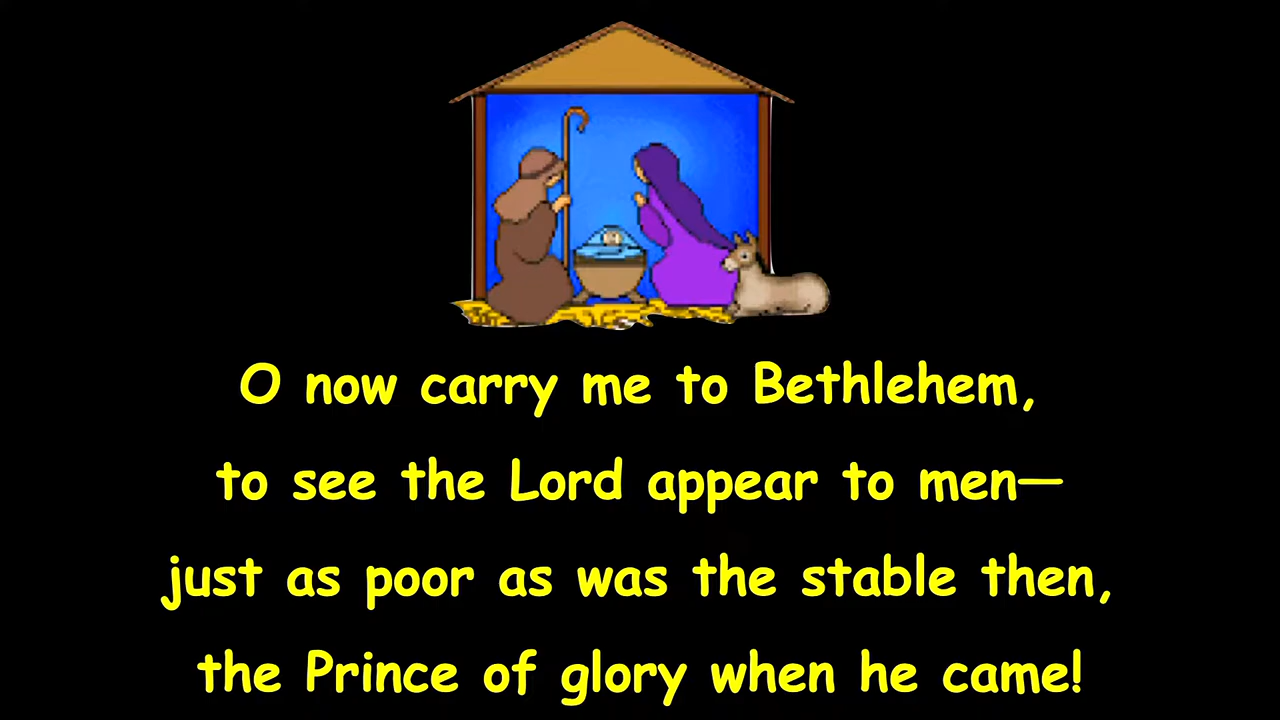 O now carry me to Bethlehem,
to see the Lord appear to men—
just as poor as was the stable then,
the Prince of glory when he came!